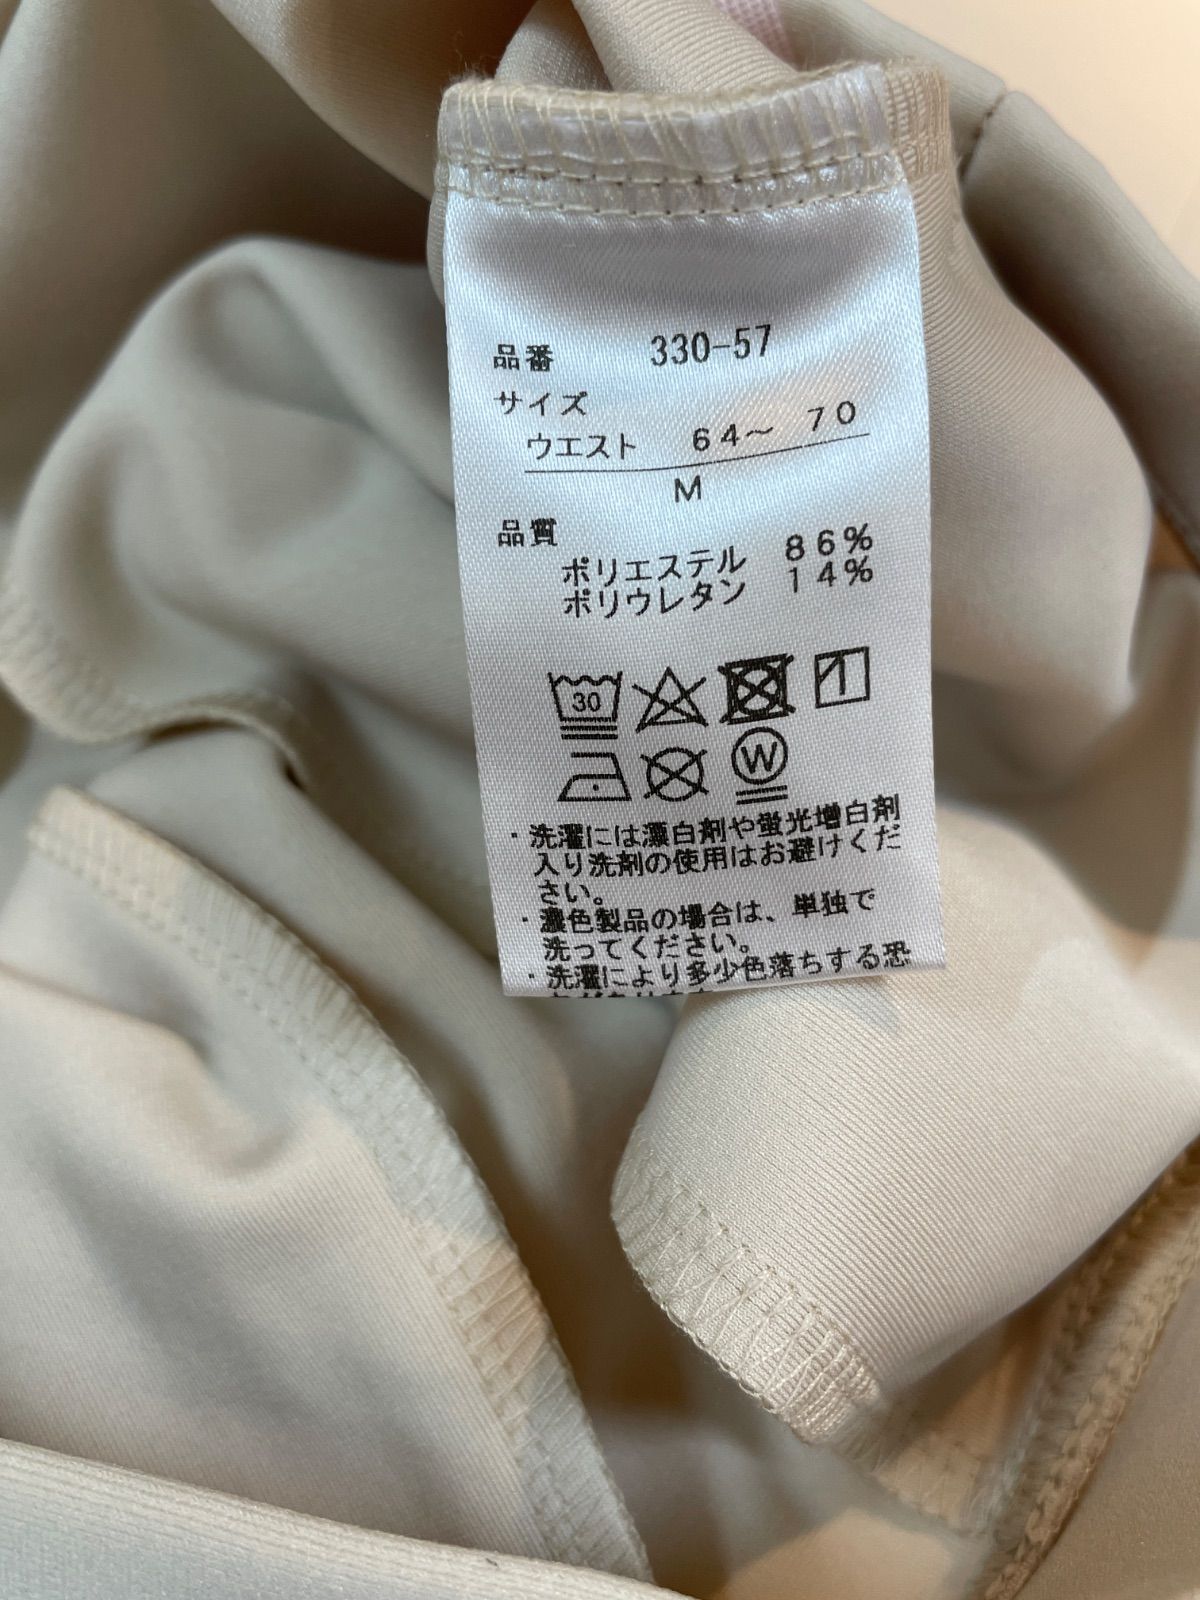 品番 330-57
サイズ
ウエスト 64～ 70
M
品質
ポリエステル 86%
ポリウレタン 14%
30
W
・洗濯には漂白剤や蛍光増白剤
入り洗剤の使用はお避けくだ
さい。
・濃色製品の場合は、単独で
洗ってください。
・洗濯により多少色落ちする恐